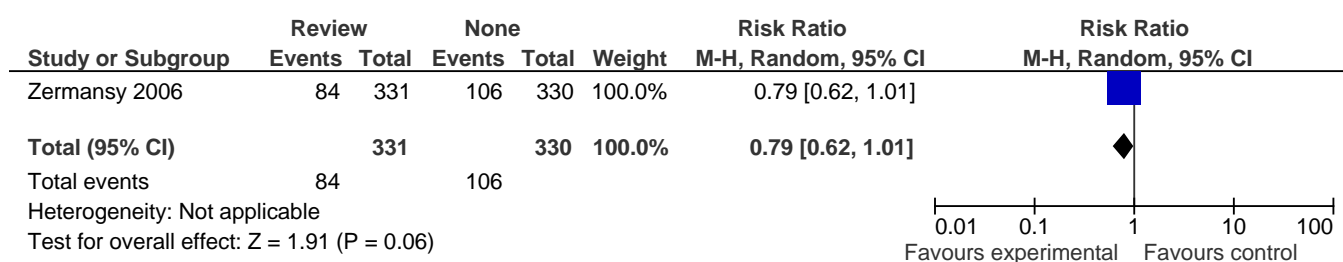 Review None Risk Ratio Risk Ratio
Study or Subgroup Events Total Events Total Weight M-H, Random, 95% CI M-H, Random, 95% CI
Zermansy 2006 84 331 106 330 100.0% 0.79 [0.62, 1.01]
Total (95% CI) 331 330 100.0% 0.79 [0.62, 1.01]
Total events 84 106
Heterogeneity: Not applicable
Test for overall effect: Z = 1.91 (P = 0.06)
0.01 0.1 1 10 100
Favours experimental Favours control